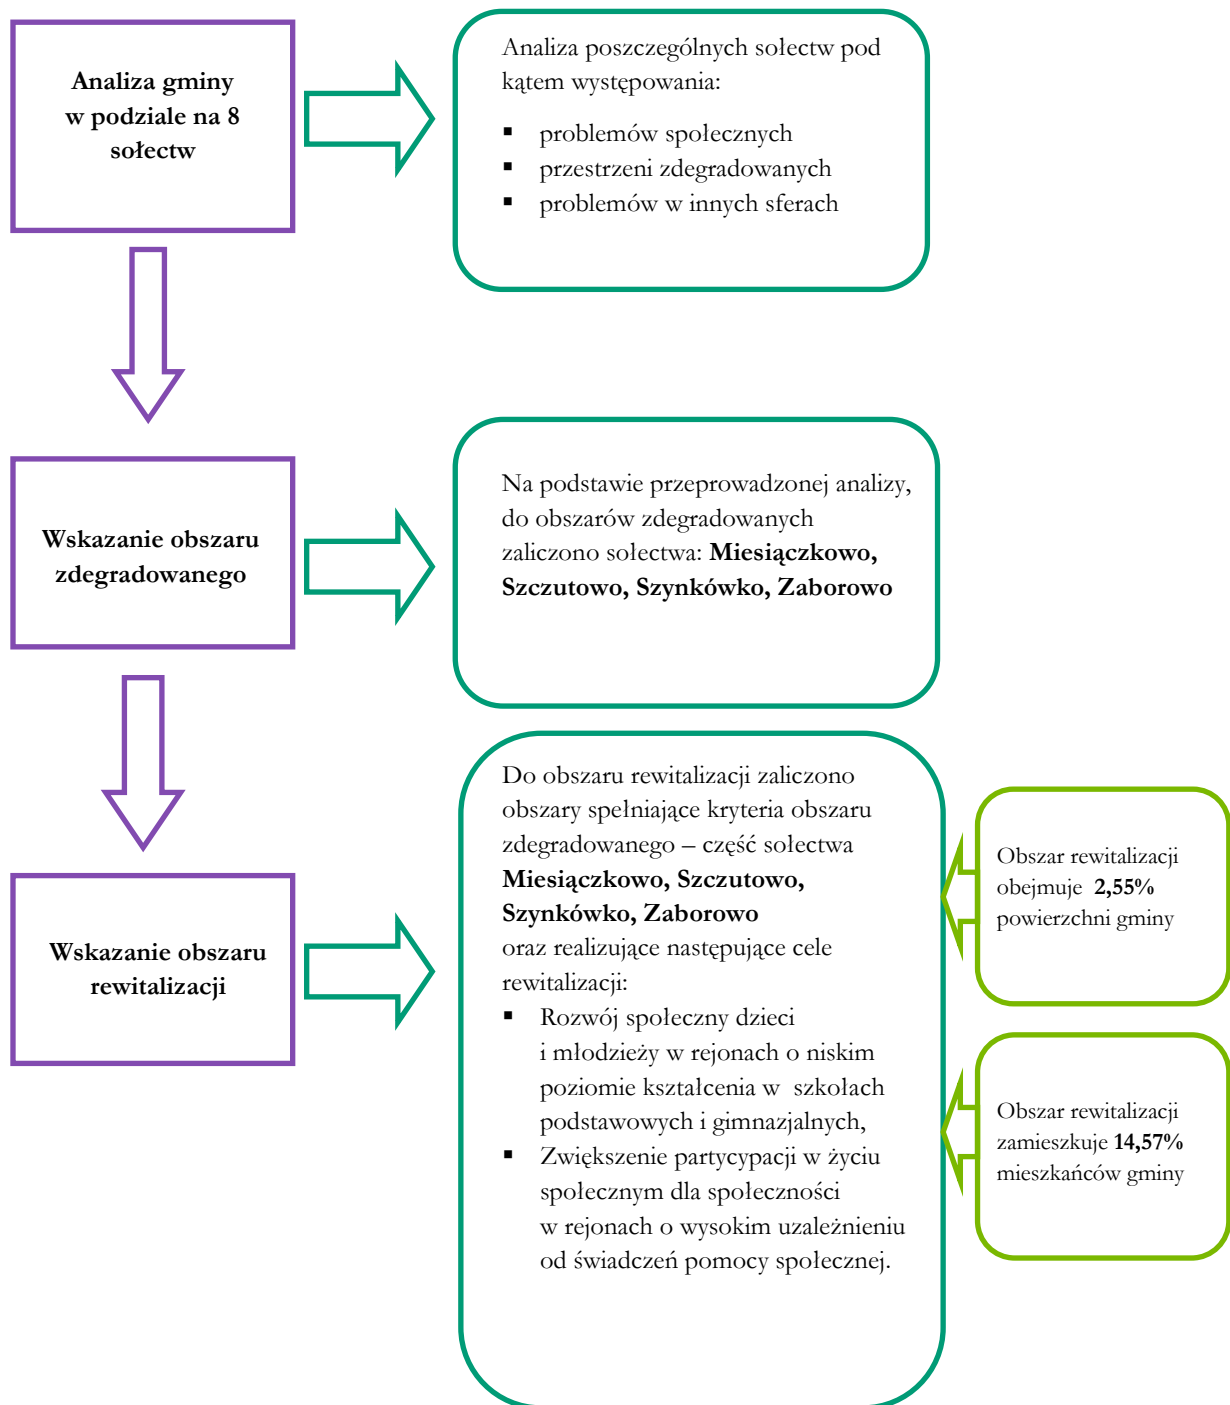 Analiza gminy
w podziale na 8
sołectw
Analiza poszczególnych sołectw pod
kątem występowania:
▪ problemów społecznych
▪ przestrzeni zdegradowanych
▪ problemów w innych sferach
Wskazanie obszaru
zdegradowanego
Na podstawie przeprowadzonej analizy,
do obszarów zdegradowanych
zaliczono sołectwa: Miesiączkowo,
Szczutowo, Szynkówko, Zaborowo
Wskazanie obszaru
rewitalizacji
Do obszaru rewitalizacji zaliczono
obszary spełniające kryteria obszaru
zdegradowanego – część sołectwa
Miesiączkowo, Szczutowo,
Szynkówko, Zaborowo
oraz realizujące następujące cele
rewitalizacji:
▪ Rozwój społeczny dzieci
i młodzieży w rejonach o niskim
poziomie kształcenia w szkołach
podstawowych i gimnazjalnych,
▪ Zwiększenie partycypacji w życiu
społecznym dla społeczności
w rejonach o wysokim uzależnieniu
od świadczeń pomocy społecznej.
Obszar rewitalizacji
obejmuje 2,55%
powierzchni gminy
Obszar rewitalizacji
zamieszkuje 14,57%
mieszkańców gminy